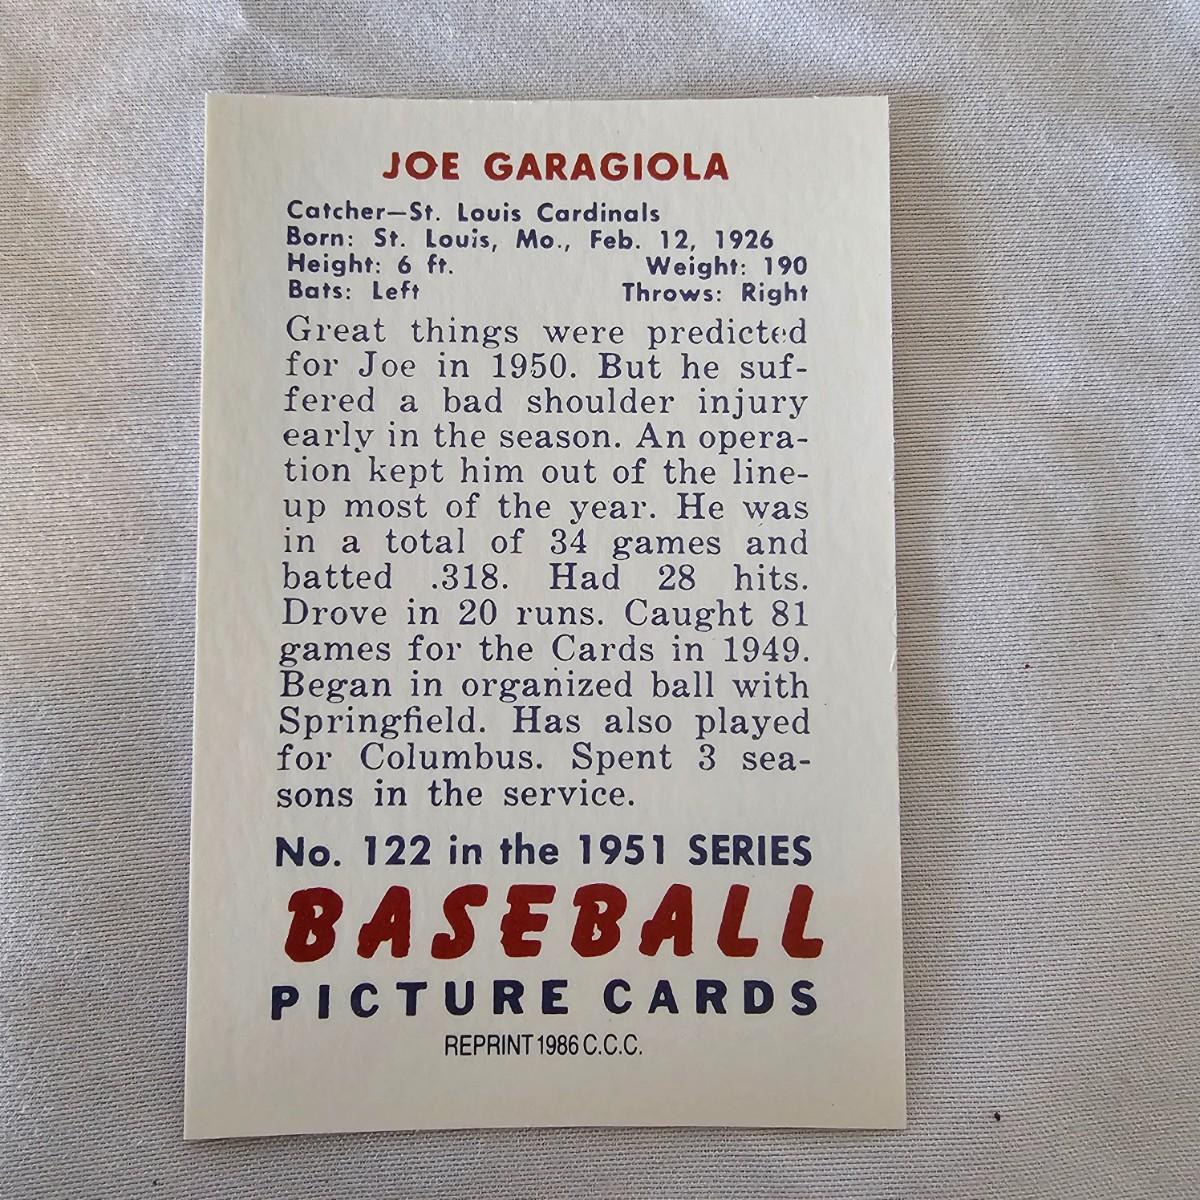 JOE GARAGIOLA
Catcher—St. Louis Cardinals
Born: St. Louis, Mo., Feb. 12, 1926
Height: 6 ft. Weight: 190
Bats: Left Throws: Right
Great things were predicted
for Joe in 1950. But he suf-
fered a bad shoulder injury
early in the season. An opera-
tion kept him out of the line-
up most of the year. He was
in a total of 34 games and
batted .318. Had 28 hits.
Drove in 20 runs. Caught 81
games for the Cards in 1949.
Began in organized ball with
Springfield. Has also played
for Columbus. Spent 3 sea-
sons in the service.
No. 122 in the 1951 SERIES
BASEBALL
PICTURE CARDS
REPRINT 1986 C.C.C.